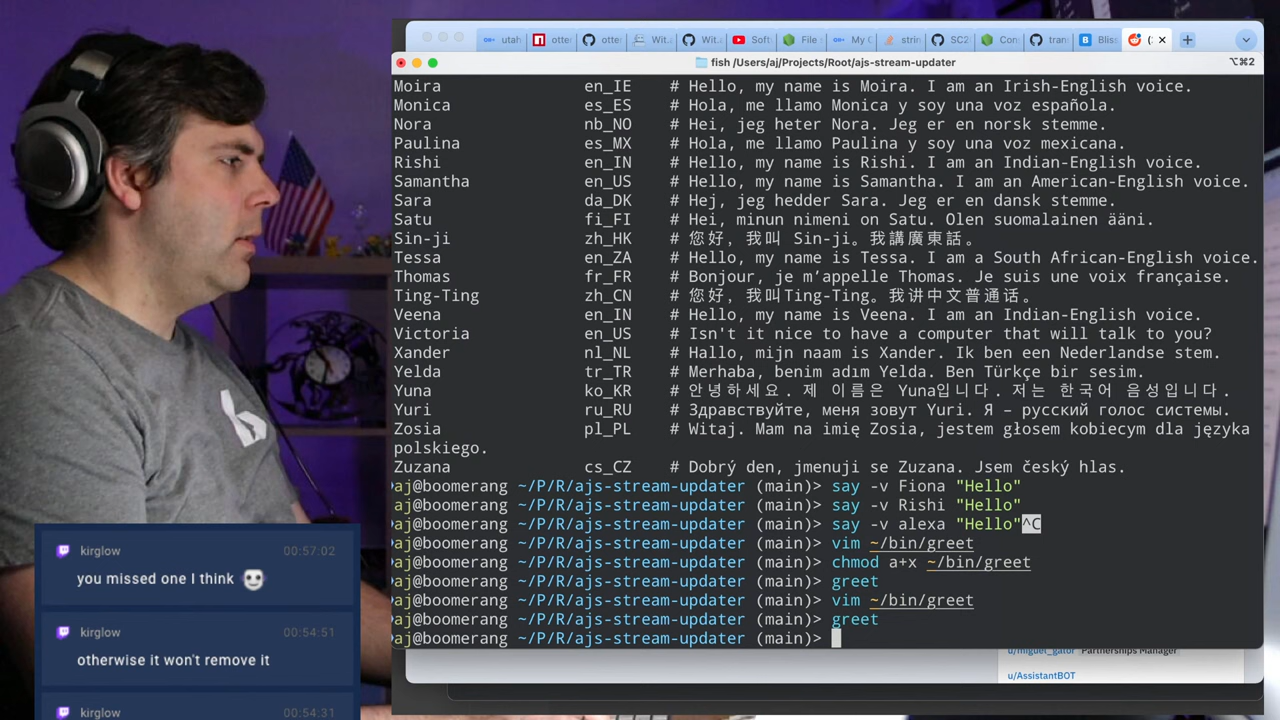 utah
otter
otter
Wit.
Wit.
Soft
File
My C
strin
SC2
Con
tran
Bliss
(
fish /Users/aj/Projects/Root/ajs-stream-updater
⌥⌘2
Moira en_IE # Hello, my name is Moira. I am an Irish-English voice.
Monica es_ES # Hola, me llamo Monica y soy una voz española.
Nora nb_NO # Hei, jeg heter Nora. Jeg er en norsk stemme.
Paulina es_MX # Hola, me llamo Paulina y soy una voz mexicana.
Rishi en_IN # Hello, my name is Rishi. I am an Indian-English voice.
Samantha en_US # Hello, my name is Samantha. I am an American-English voice.
Sara da_DK # Hej, jeg hedder Sara. Jeg er en dansk stemme.
Satu fi_FI # Hei, minun nimeni on Satu. Olen suomalainen ääni.
Sin-ji zh_HK # 您好，我叫 Sin-ji。我講廣東話。
Tessa en_ZA # Hello, my name is Tessa. I am a South African-English voice.
Thomas fr_FR # Bonjour, je m’appelle Thomas. Je suis une voix française.
Ting-Ting zh_CN # 您好，我叫Ting-Ting。我讲中文普通话。
Veena en_IN # Hello, my name is Veena. I am an Indian-English voice.
Victoria en_US # Isn't it nice to have a computer that will talk to you?
Xander nl_NL # Hallo, mijn naam is Xander. Ik ben een Nederlandse stem.
Yelda tr_TR # Merhaba, benim adım Yelda. Ben Türkçe bir sesim.
Yuna ko_KR # 안녕하세요. 제 이름은 Yuna입니다. 저는 한국어 음성입니다.
Yuri ru_RU # Здравствуйте, меня зовут Yuri. Я – русский голос системы.
Zosia pl_PL # Witaj. Mam na imię Zosia, jestem głosem kobiecym dla języka
polskiego.
Zuzana cs_CZ # Dobrý den, jmenuji se Zuzana. Jsem český hlas.
aj@boomerang ~/P/R/ajs-stream-updater (main)> say -v Fiona "Hello"
aj@boomerang ~/P/R/ajs-stream-updater (main)> say -v Rishi "Hello"
aj@boomerang ~/P/R/ajs-stream-updater (main)> say -v alexa "Hello"^C
aj@boomerang ~/P/R/ajs-stream-updater (main)> vim ~/bin/greet
aj@boomerang ~/P/R/ajs-stream-updater (main)> chmod a+x ~/bin/greet
aj@boomerang ~/P/R/ajs-stream-updater (main)> greet
aj@boomerang ~/P/R/ajs-stream-updater (main)> vim ~/bin/greet
aj@boomerang ~/P/R/ajs-stream-updater (main)> greet
aj@boomerang ~/P/R/ajs-stream-updater (main)>
u/miguel_gator Partnerships Manager
u/AssistantBOT
kirglow 00:57:02
you missed one I think
kirglow 00:54:51
otherwise it won't remove it
kirglow 00:54:31